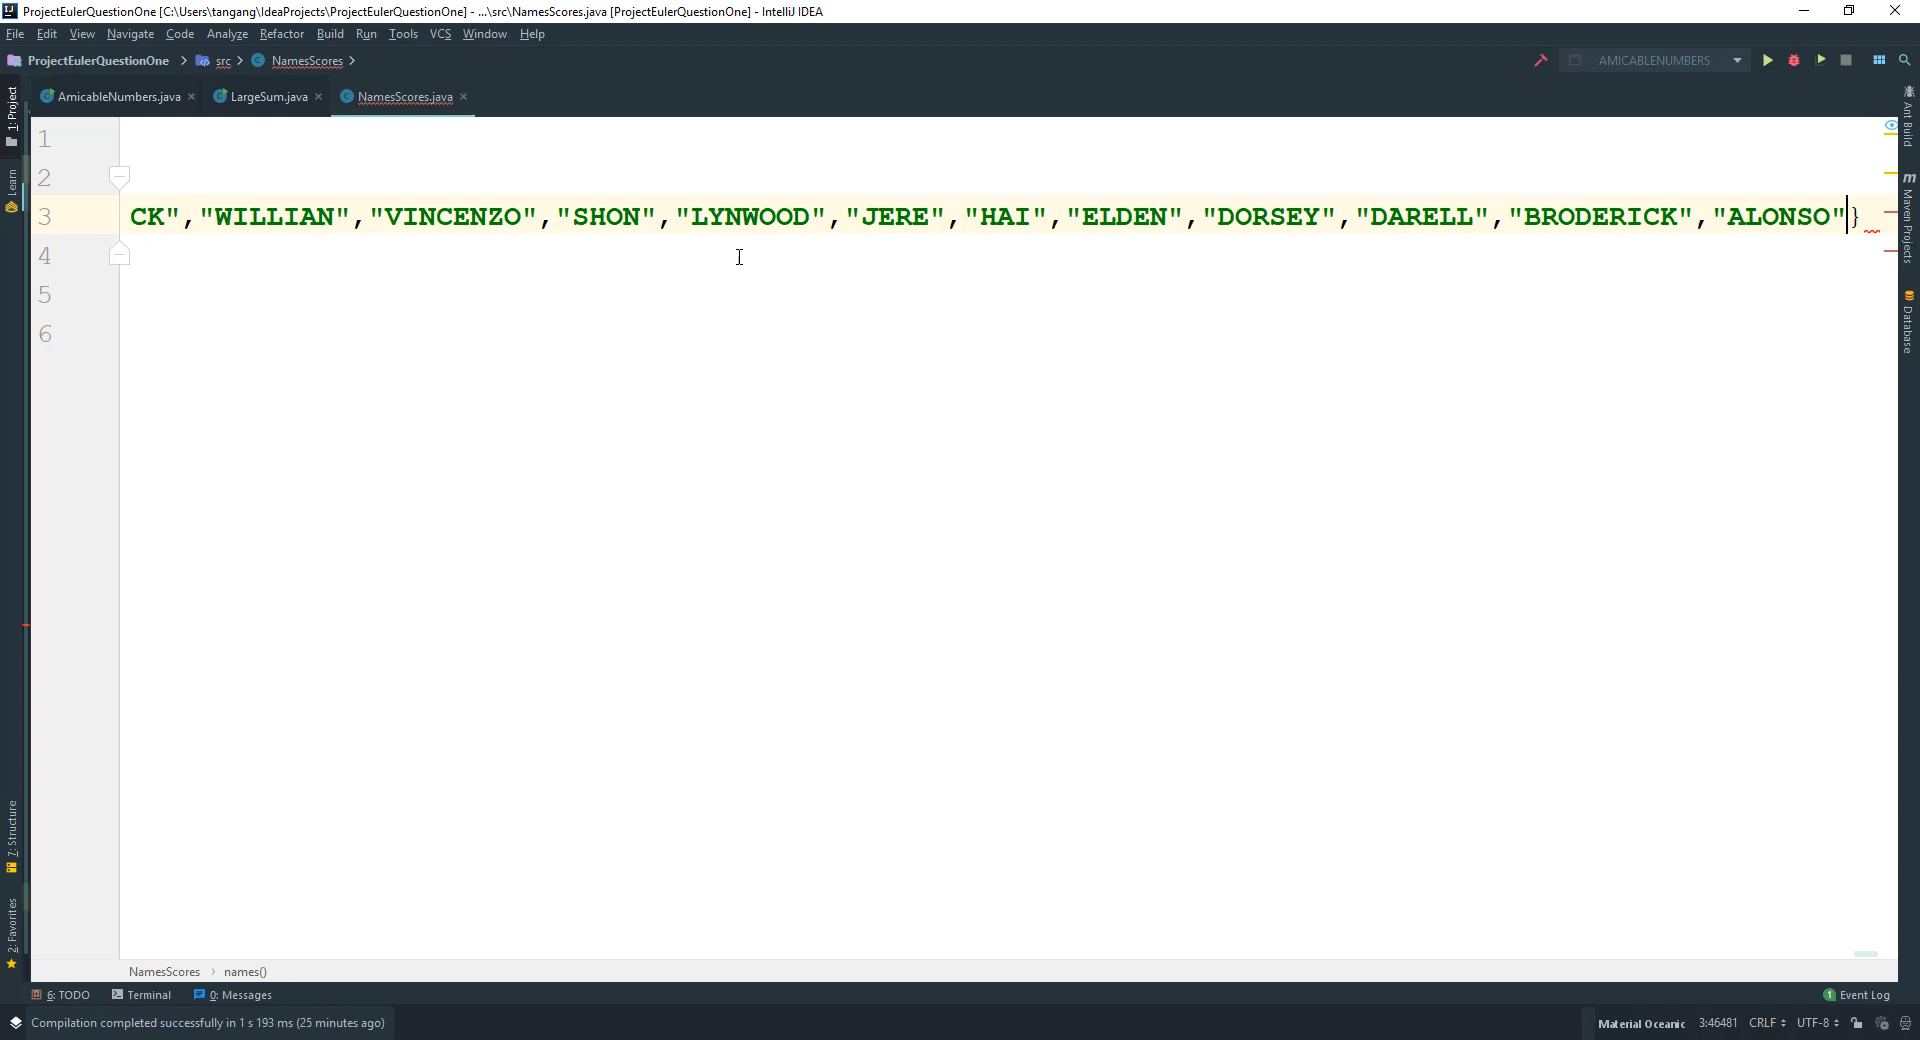 ProjectEulerQuestionOne [C:\Users\tangang\IdeaProjects\ProjectEulerQuestionOne] - ...\src\NamesScores.java [ProjectEulerQuestionOne] - IntelliJ IDEA
File Edit View Navigate Code Analyze Refactor Build Run Tools VCS Window Help
ProjectEulerQuestionOne src NamesScores AMICABLENUMBERS
AmicableNumbers.java LargeSum.java NamesScores.java
1: Project
Learn
7: Structure
2: Favorites
1
2
3 CK","WILLIAN","VINCENZO","SHON","LYNWOOD","JERE","HAI","ELDEN","DORSEY","DARELL","BRODERICK","ALONSO"}
4
5
6
Ant Build
Maven Projects
Database
NamesScores names()
6: TODO Terminal 0: Messages 1 Event Log
Compilation completed successfully in 1 s 193 ms (25 minutes ago) Material Oceanic 3:46481 CRLF UTF-8